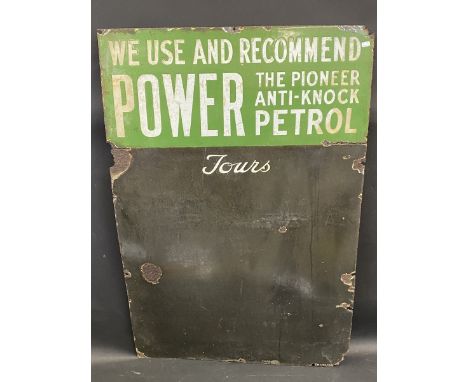 WE USE AND RECOMMEND
POWER
THE PIONEER
ANTI-KNOCK
PETROL
Tours